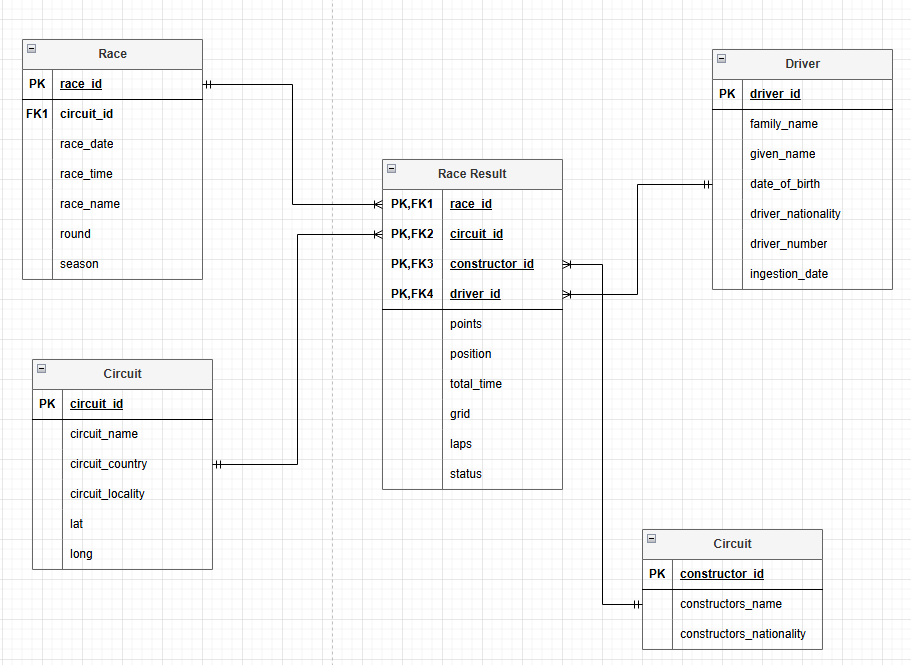 Race
PK race_id
FK1 circuit_id
race_date
race_time
race_name
round
season
Driver
PK driver_id
family_name
given_name
date_of_birth
driver_nationality
driver_number
ingestion_date
Race Result
PK,FK1 race_id
PK,FK2 circuit_id
PK,FK3 constructor_id
PK,FK4 driver_id
points
position
total_time
grid
laps
status
Circuit
PK circuit_id
circuit_name
circuit_country
circuit_locality
lat
long
Circuit
PK constructor_id
constructors_name
constructors_nationality